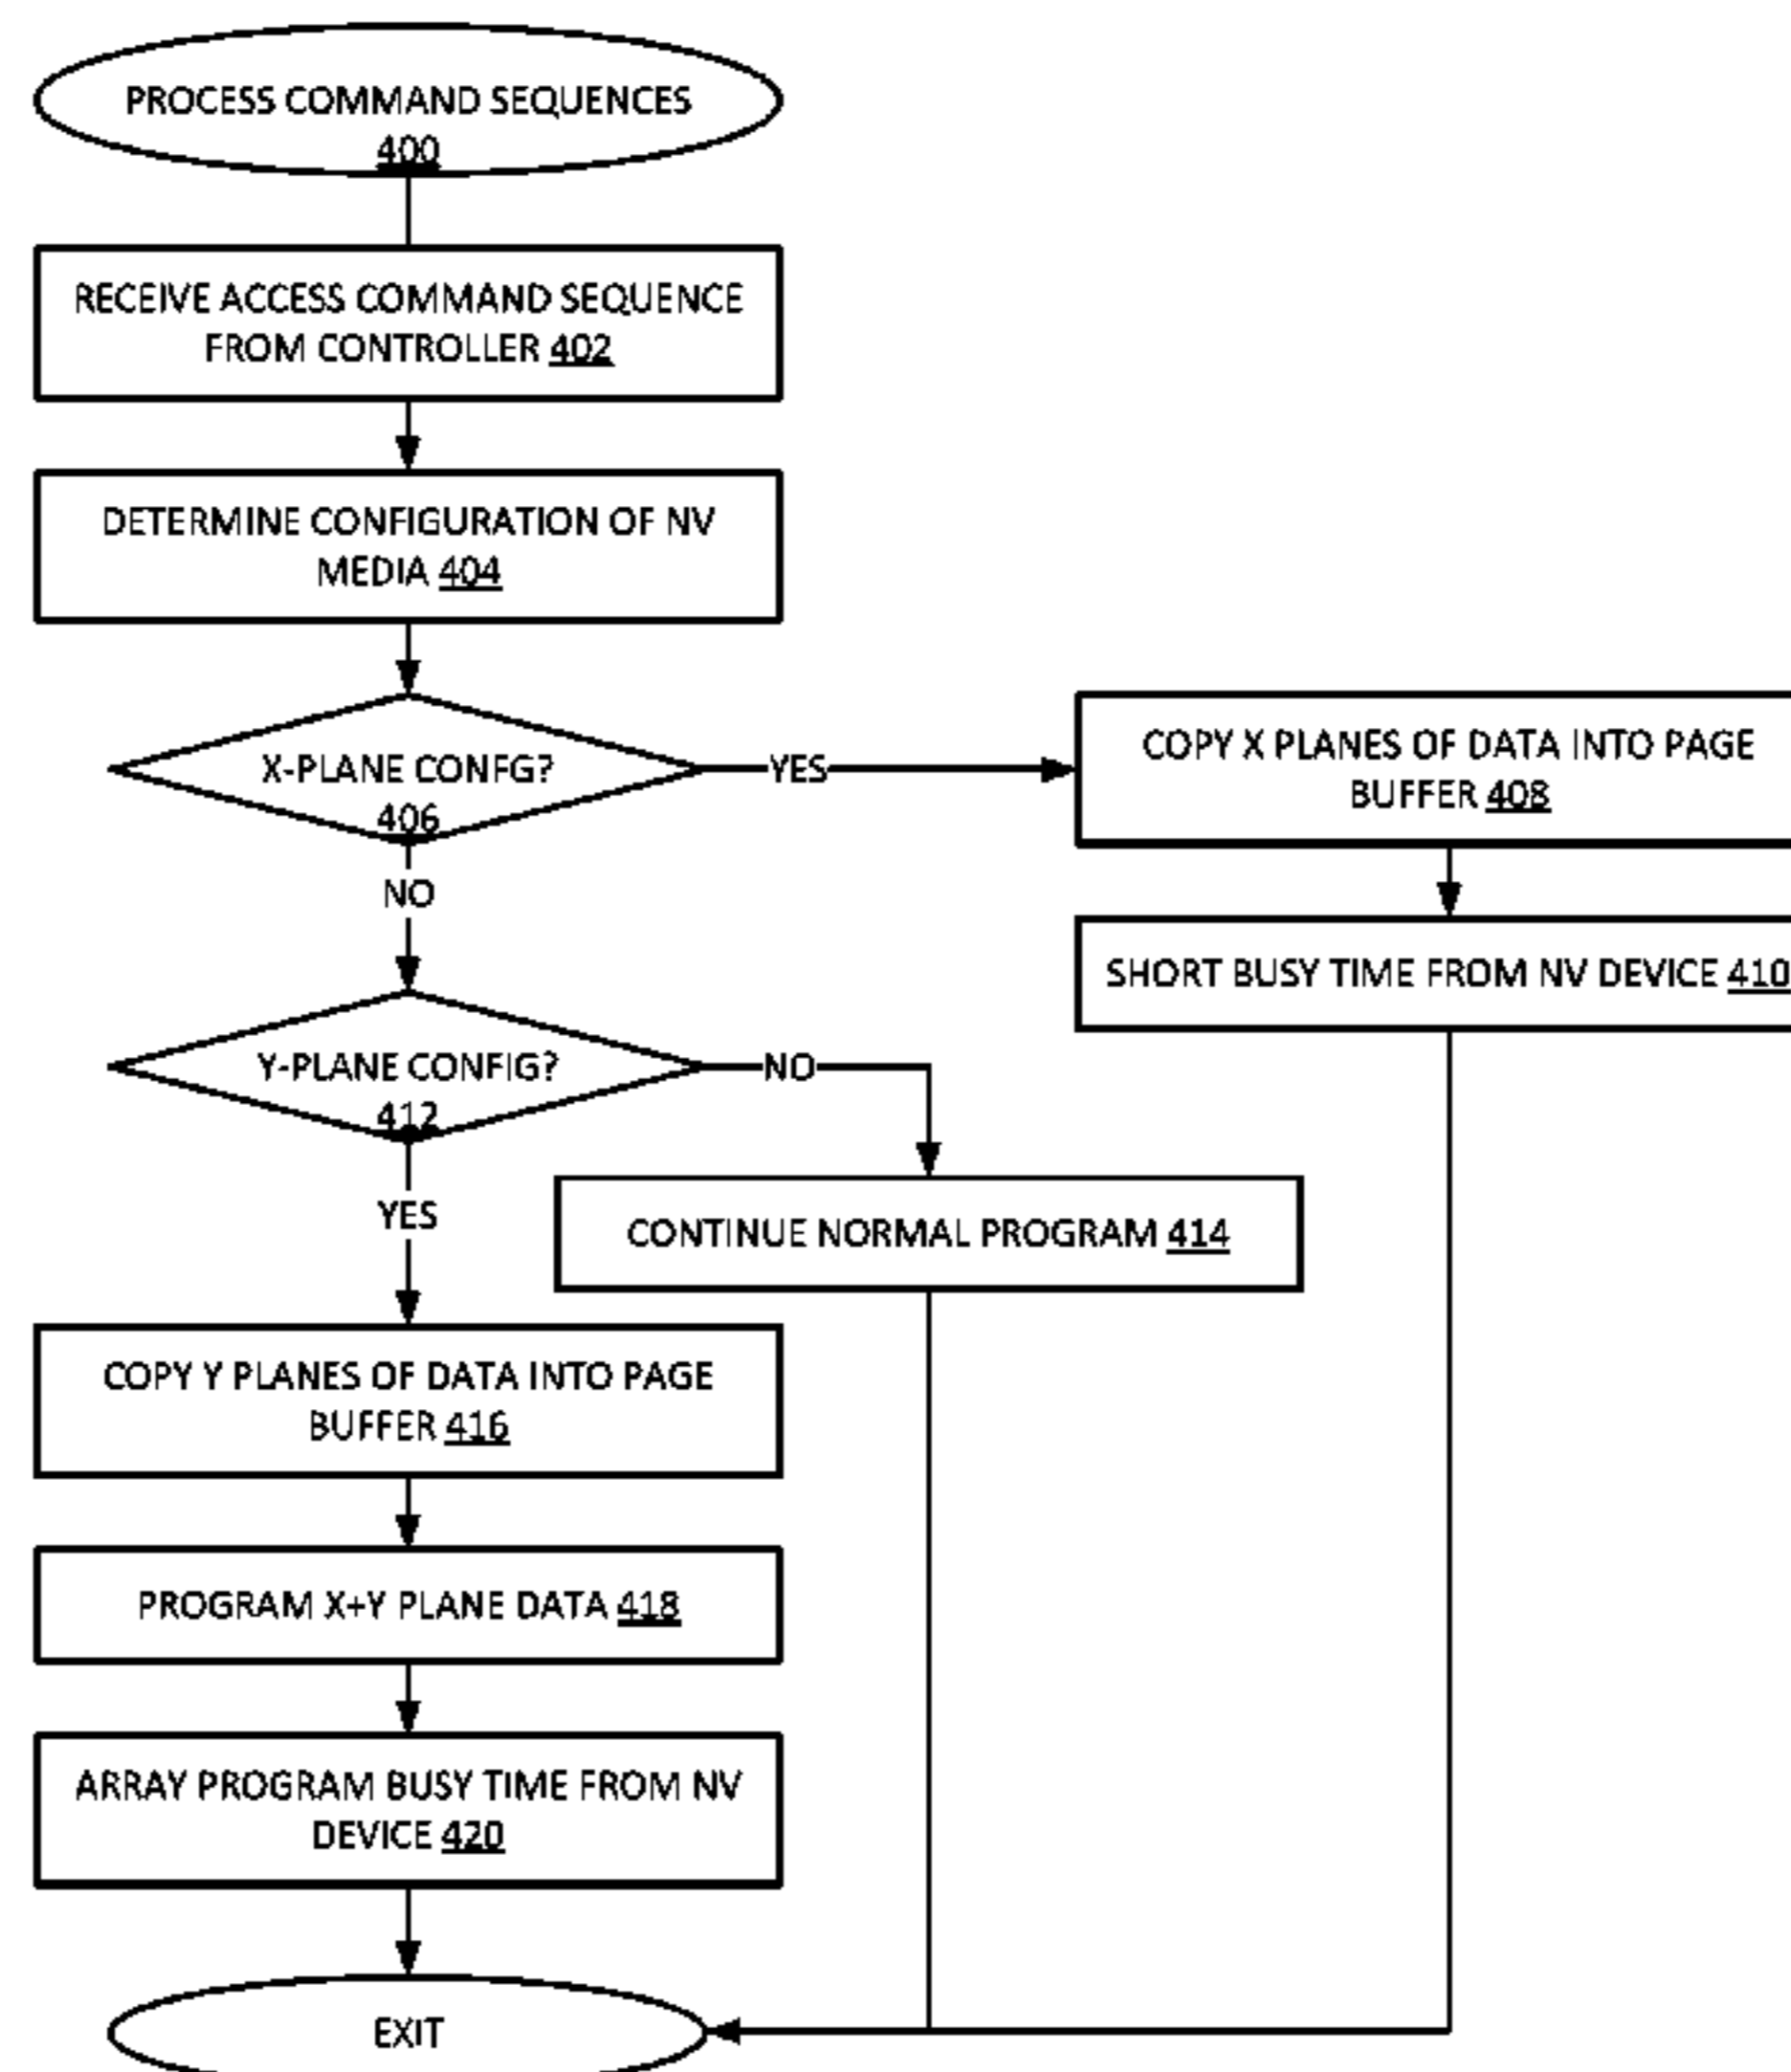 PROCESS COMMAND SEQUENCES
400
RECEIVE ACCESS COMMAND SEQUENCE
FROM CONTROLLER 402
DETERMINE CONFIGURATION OF NV
MEDIA 404
X-PLANE CONFG?
406
YES
COPY X PLANES OF DATA INTO PAGE
BUFFER 408
NO
SHORT BUSY TIME FROM NV DEVICE 410
Y-PLANE CONFIG?
412
NO
YES
CONTINUE NORMAL PROGRAM 414
COPY Y PLANES OF DATA INTO PAGE
BUFFER 416
PROGRAM X+Y PLANE DATA 418
ARRAY PROGRAM BUSY TIME FROM NV
DEVICE 420
EXIT